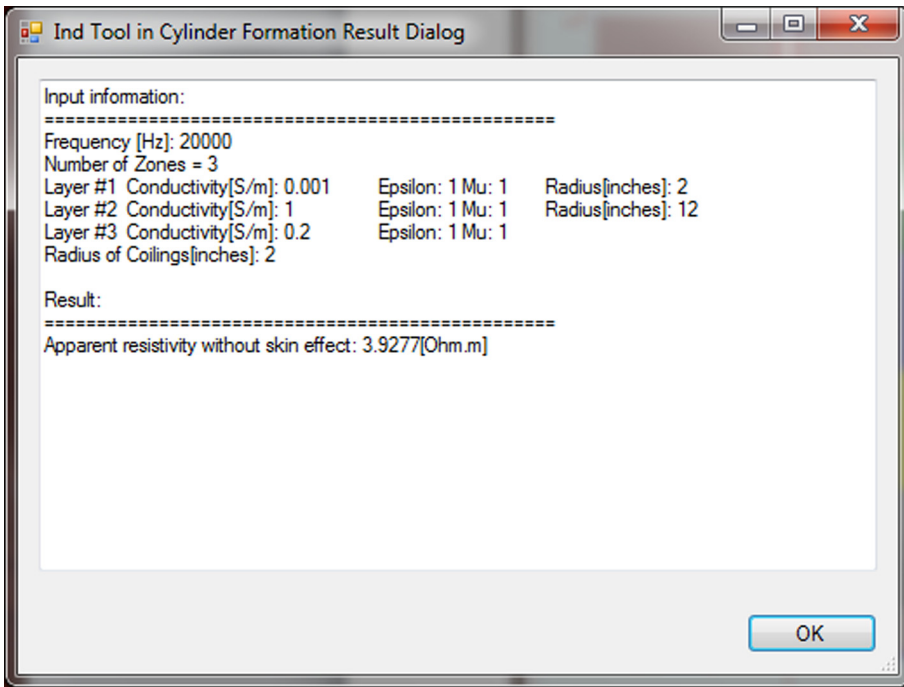 Ind Tool in Cylinder Formation Result Dialog
Input information:
=================================================
Frequency [Hz]: 20000
Number of Zones = 3
Layer #1 Conductivity[S/m]: 0.001 Epsilon: 1 Mu: 1 Radius[inches]: 2
Layer #2 Conductivity[S/m]: 1 Epsilon: 1 Mu: 1 Radius[inches]: 12
Layer #3 Conductivity[S/m]: 0.2 Epsilon: 1 Mu: 1
Radius of Coilings[inches]: 2
Result:
=================================================
Apparent resistivity without skin effect: 3.9277[Ohm.m]
OK